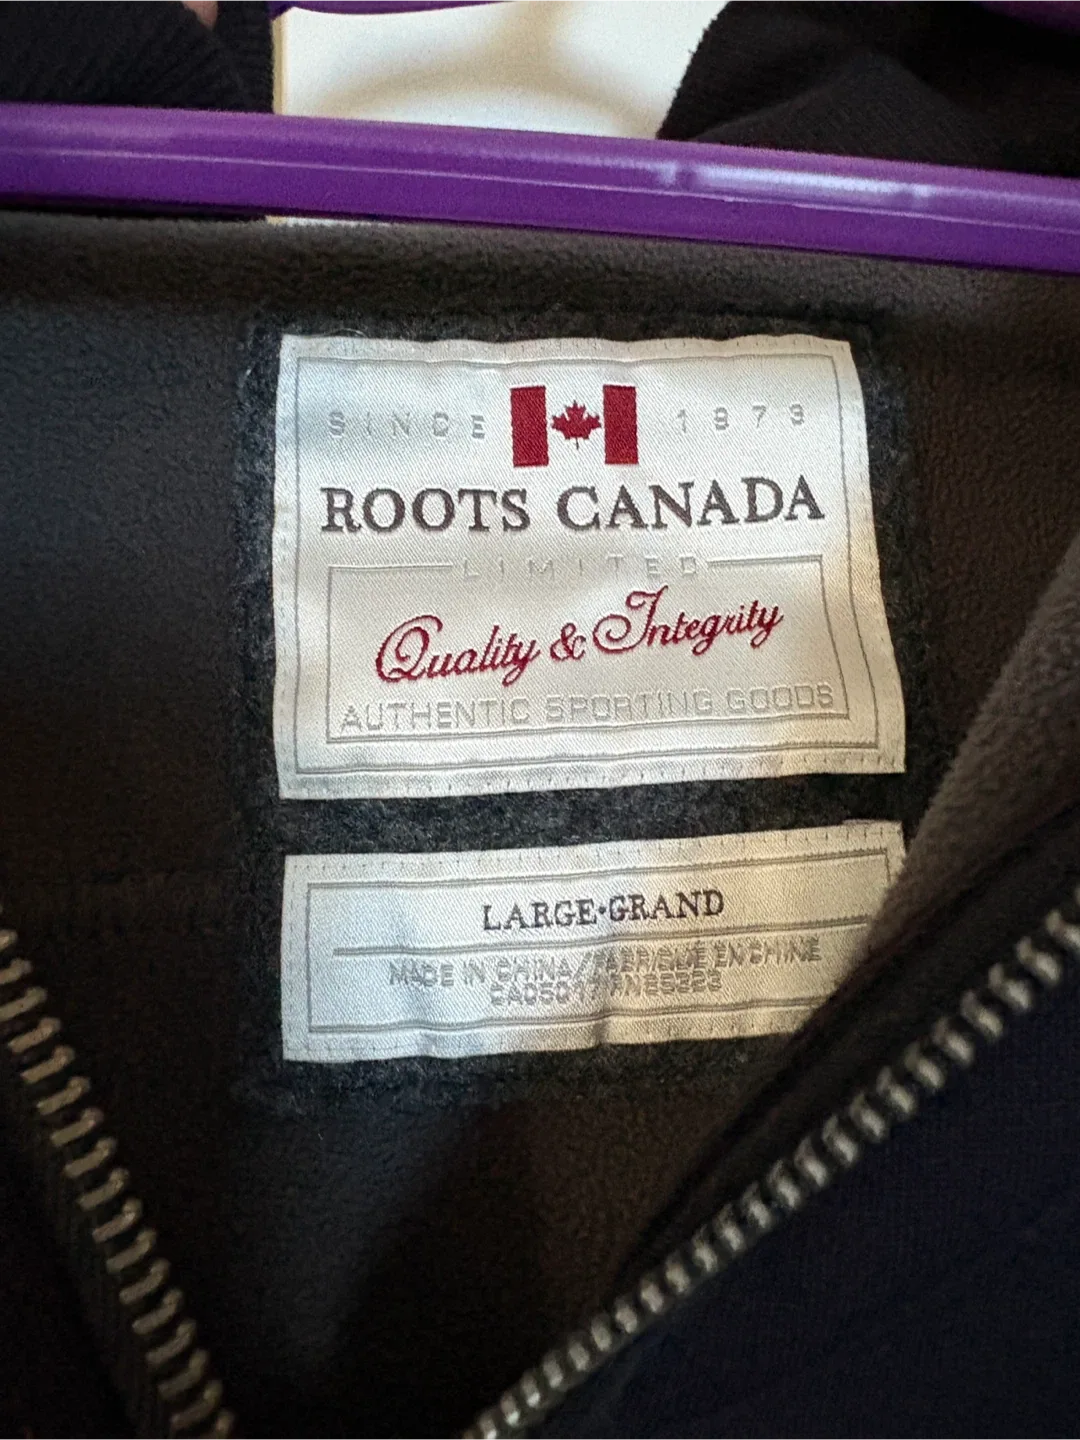 SINCE 1973
ROOTS CANADA
LIMITED
Quality & Integrity
AUTHENTIC SPORTING GOODS
LARGE•GRAND
MADE IN CHINA/FABRIQUÉ EN CHINE